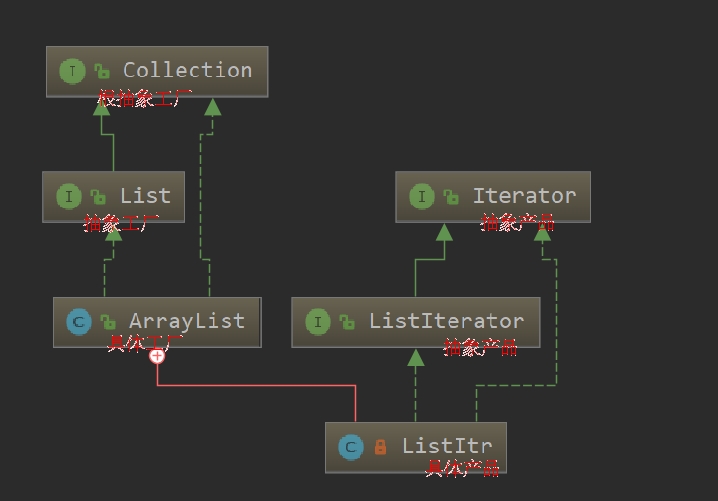 I Collection
根抽象工厂
I List
抽象工厂
I Iterator
抽象产品
C ArrayList
具体工厂
I ListIterator
抽象产品
C ListItr
具体产品